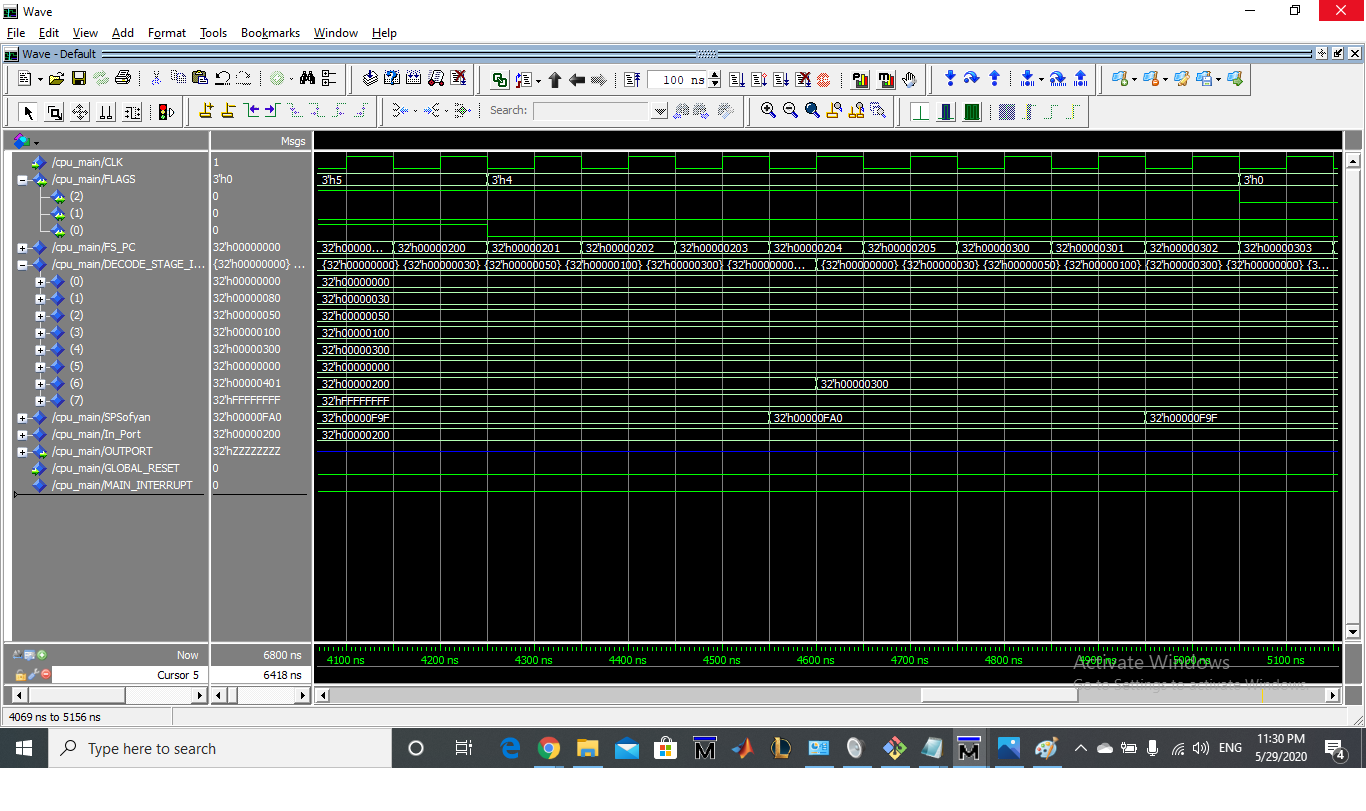 Wave
File Edit View Add Format Tools Bookmarks Window Help
Wave - Default
100 ns
Search:
Msgs
/cpu_main/CLK 1
/cpu_main/FLAGS 3'h0 3'h5 3'h4 3'h0
(2) 0
(1) 0
(0) 0
/cpu_main/FS_PC 32'h00000000 32'h00000... 32'h00000200 32'h00000201 32'h00000202 32'h00000203 32'h00000204 32'h00000205 32'h00000300 32'h00000301 32'h00000302 32'h00000303
/cpu_main/DECODE_STAGE_I... {32'h00000000} ... {32'h00000000} {32'h00000030} {32'h00000050} {32'h00000100} {32'h00000300} {32'h0000000... {32'h00000000} {32'h00000030} {32'h00000050} {32'h00000100} {32'h00000300} {32'h00000000} {3...
(0) 32'h00000000 32'h00000000
(1) 32'h00000080 32'h00000030
(2) 32'h00000050 32'h00000050
(3) 32'h00000100 32'h00000100
(4) 32'h00000300 32'h00000300
(5) 32'h00000000 32'h00000000
(6) 32'h00000401 32'h00000200 32'h00000300
(7) 32'hFFFFFFFF 32'hFFFFFFFF
/cpu_main/SPSofyan 32'h00000FA0 32'h00000F9F 32'h00000FA0 32'h00000F9F
/cpu_main/In_Port 32'h00000200 32'h00000200
/cpu_main/OUTPORT 32'hZZZZZZZZ
/cpu_main/GLOBAL_RESET 0
/cpu_main/MAIN_INTERRUPT 0
Now 6800 ns 4100 ns 4200 ns 4300 ns 4400 ns 4500 ns 4600 ns 4700 ns 4800 ns 4900 ns 5000 ns 5100 ns
Activate Windows
Cursor 5 6418 ns
Go to Settings to activate Windows.
4069 ns to 5156 ns
Type here to search
ENG
11:30 PM
5/29/2020
4